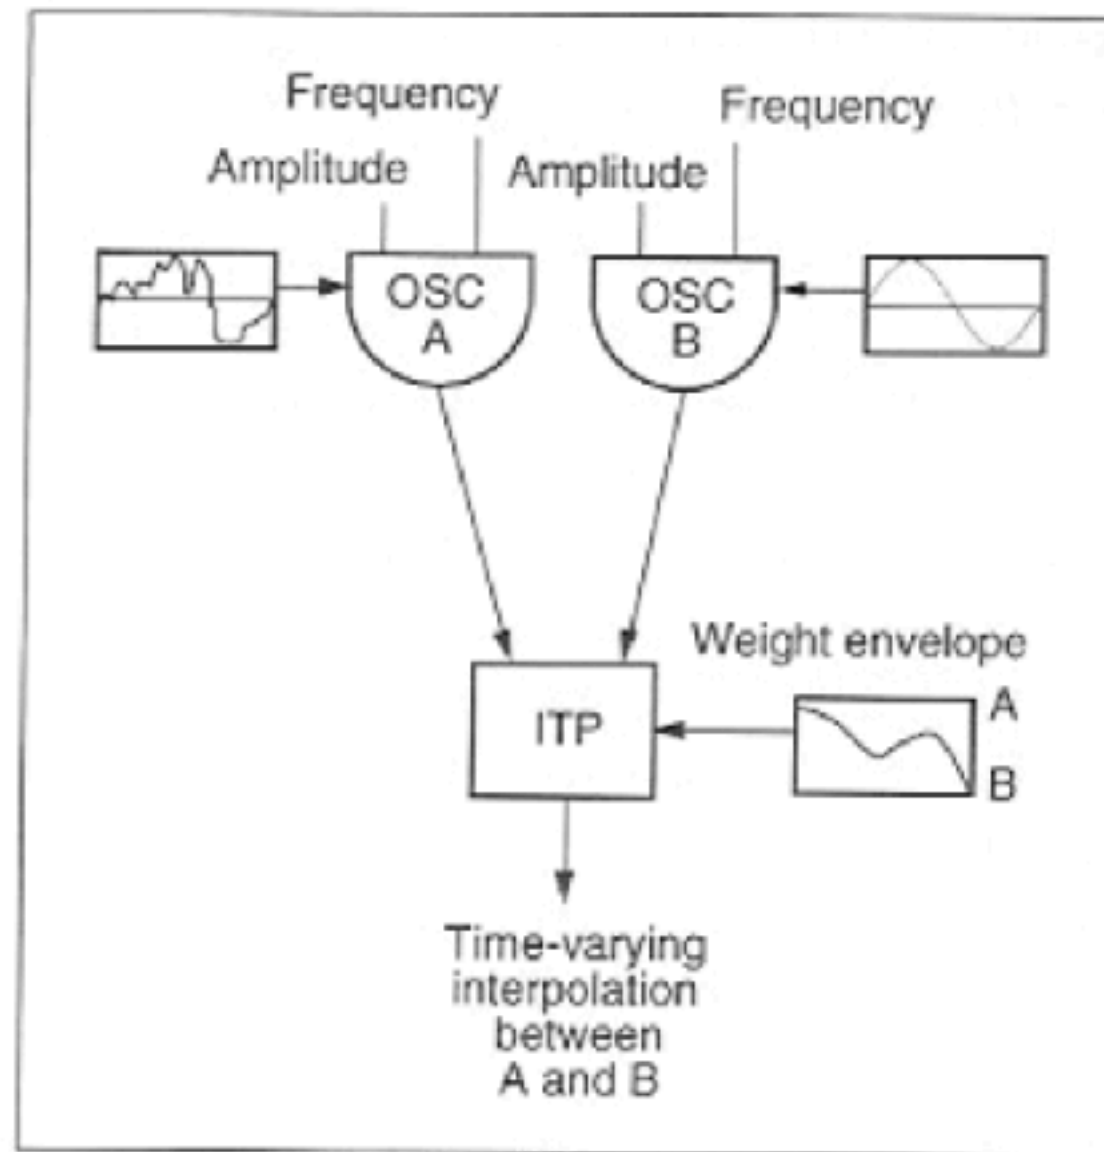 Frequency
Frequency
Amplitude
Amplitude
OSC
A
OSC
B
Weight envelope
A
ITP
B
Time-varying
interpolation
between
A and B